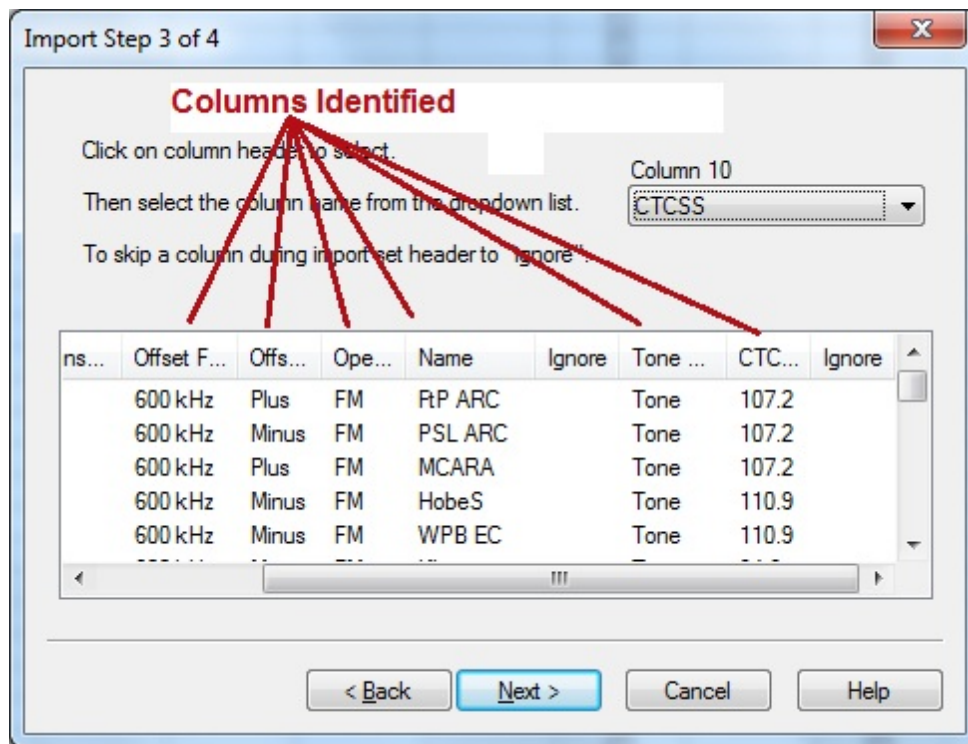 Import Step 3 of 4
Columns Identified
Click on column header to select.
Column 10
Then select the column name from the dropdown list.
CTCSS
To skip a column during import set header to "Ignore".
ns... Offset F... Offs... Ope... Name Ignore Tone ... CTC... Ignore
600 kHz Plus FM FtP ARC Tone 107.2
600 kHz Minus FM PSL ARC Tone 107.2
600 kHz Plus FM MCARA Tone 107.2
600 kHz Minus FM HobeS Tone 110.9
600 kHz Minus FM WPB EC Tone 110.9
< Back Next > Cancel Help